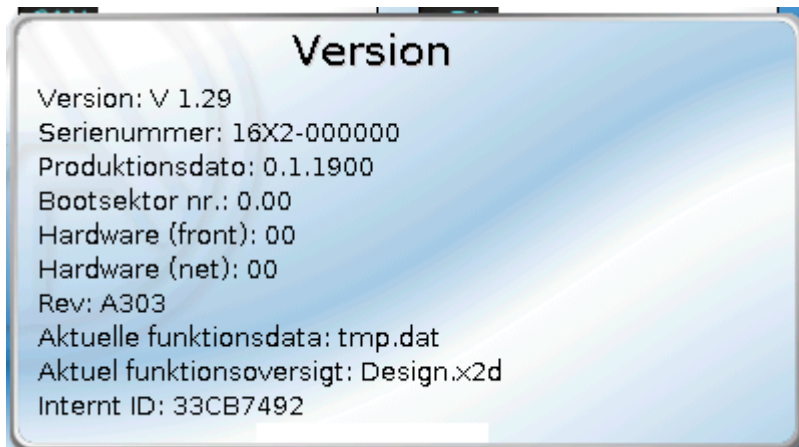 Version
Version: V 1.29
Serienummer: 16X2-000000
Produktionsdato: 0.1.1900
Bootsektor nr.: 0.00
Hardware (front): 00
Hardware (net): 00
Rev: A303
Aktuelle funktionsdata: tmp.dat
Aktuel funktionsoversigt: Design.x2d
Internt ID: 33CB7492